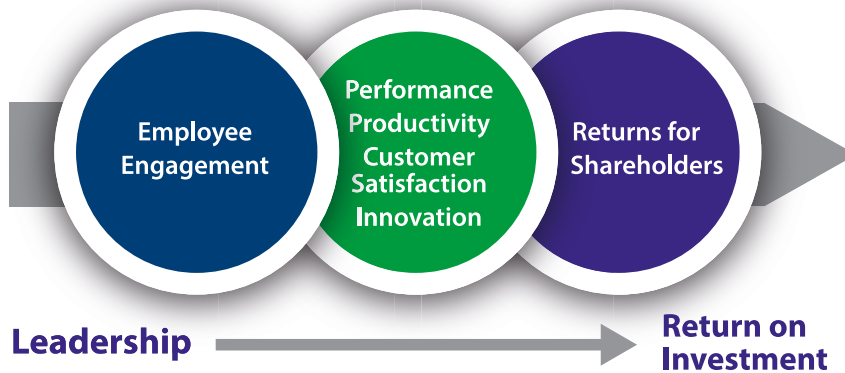 Employee
Engagement
Performance
Productivity
Customer
Satisfaction
Innovation
Returns for
Shareholders
Leadership
Return on
Investment